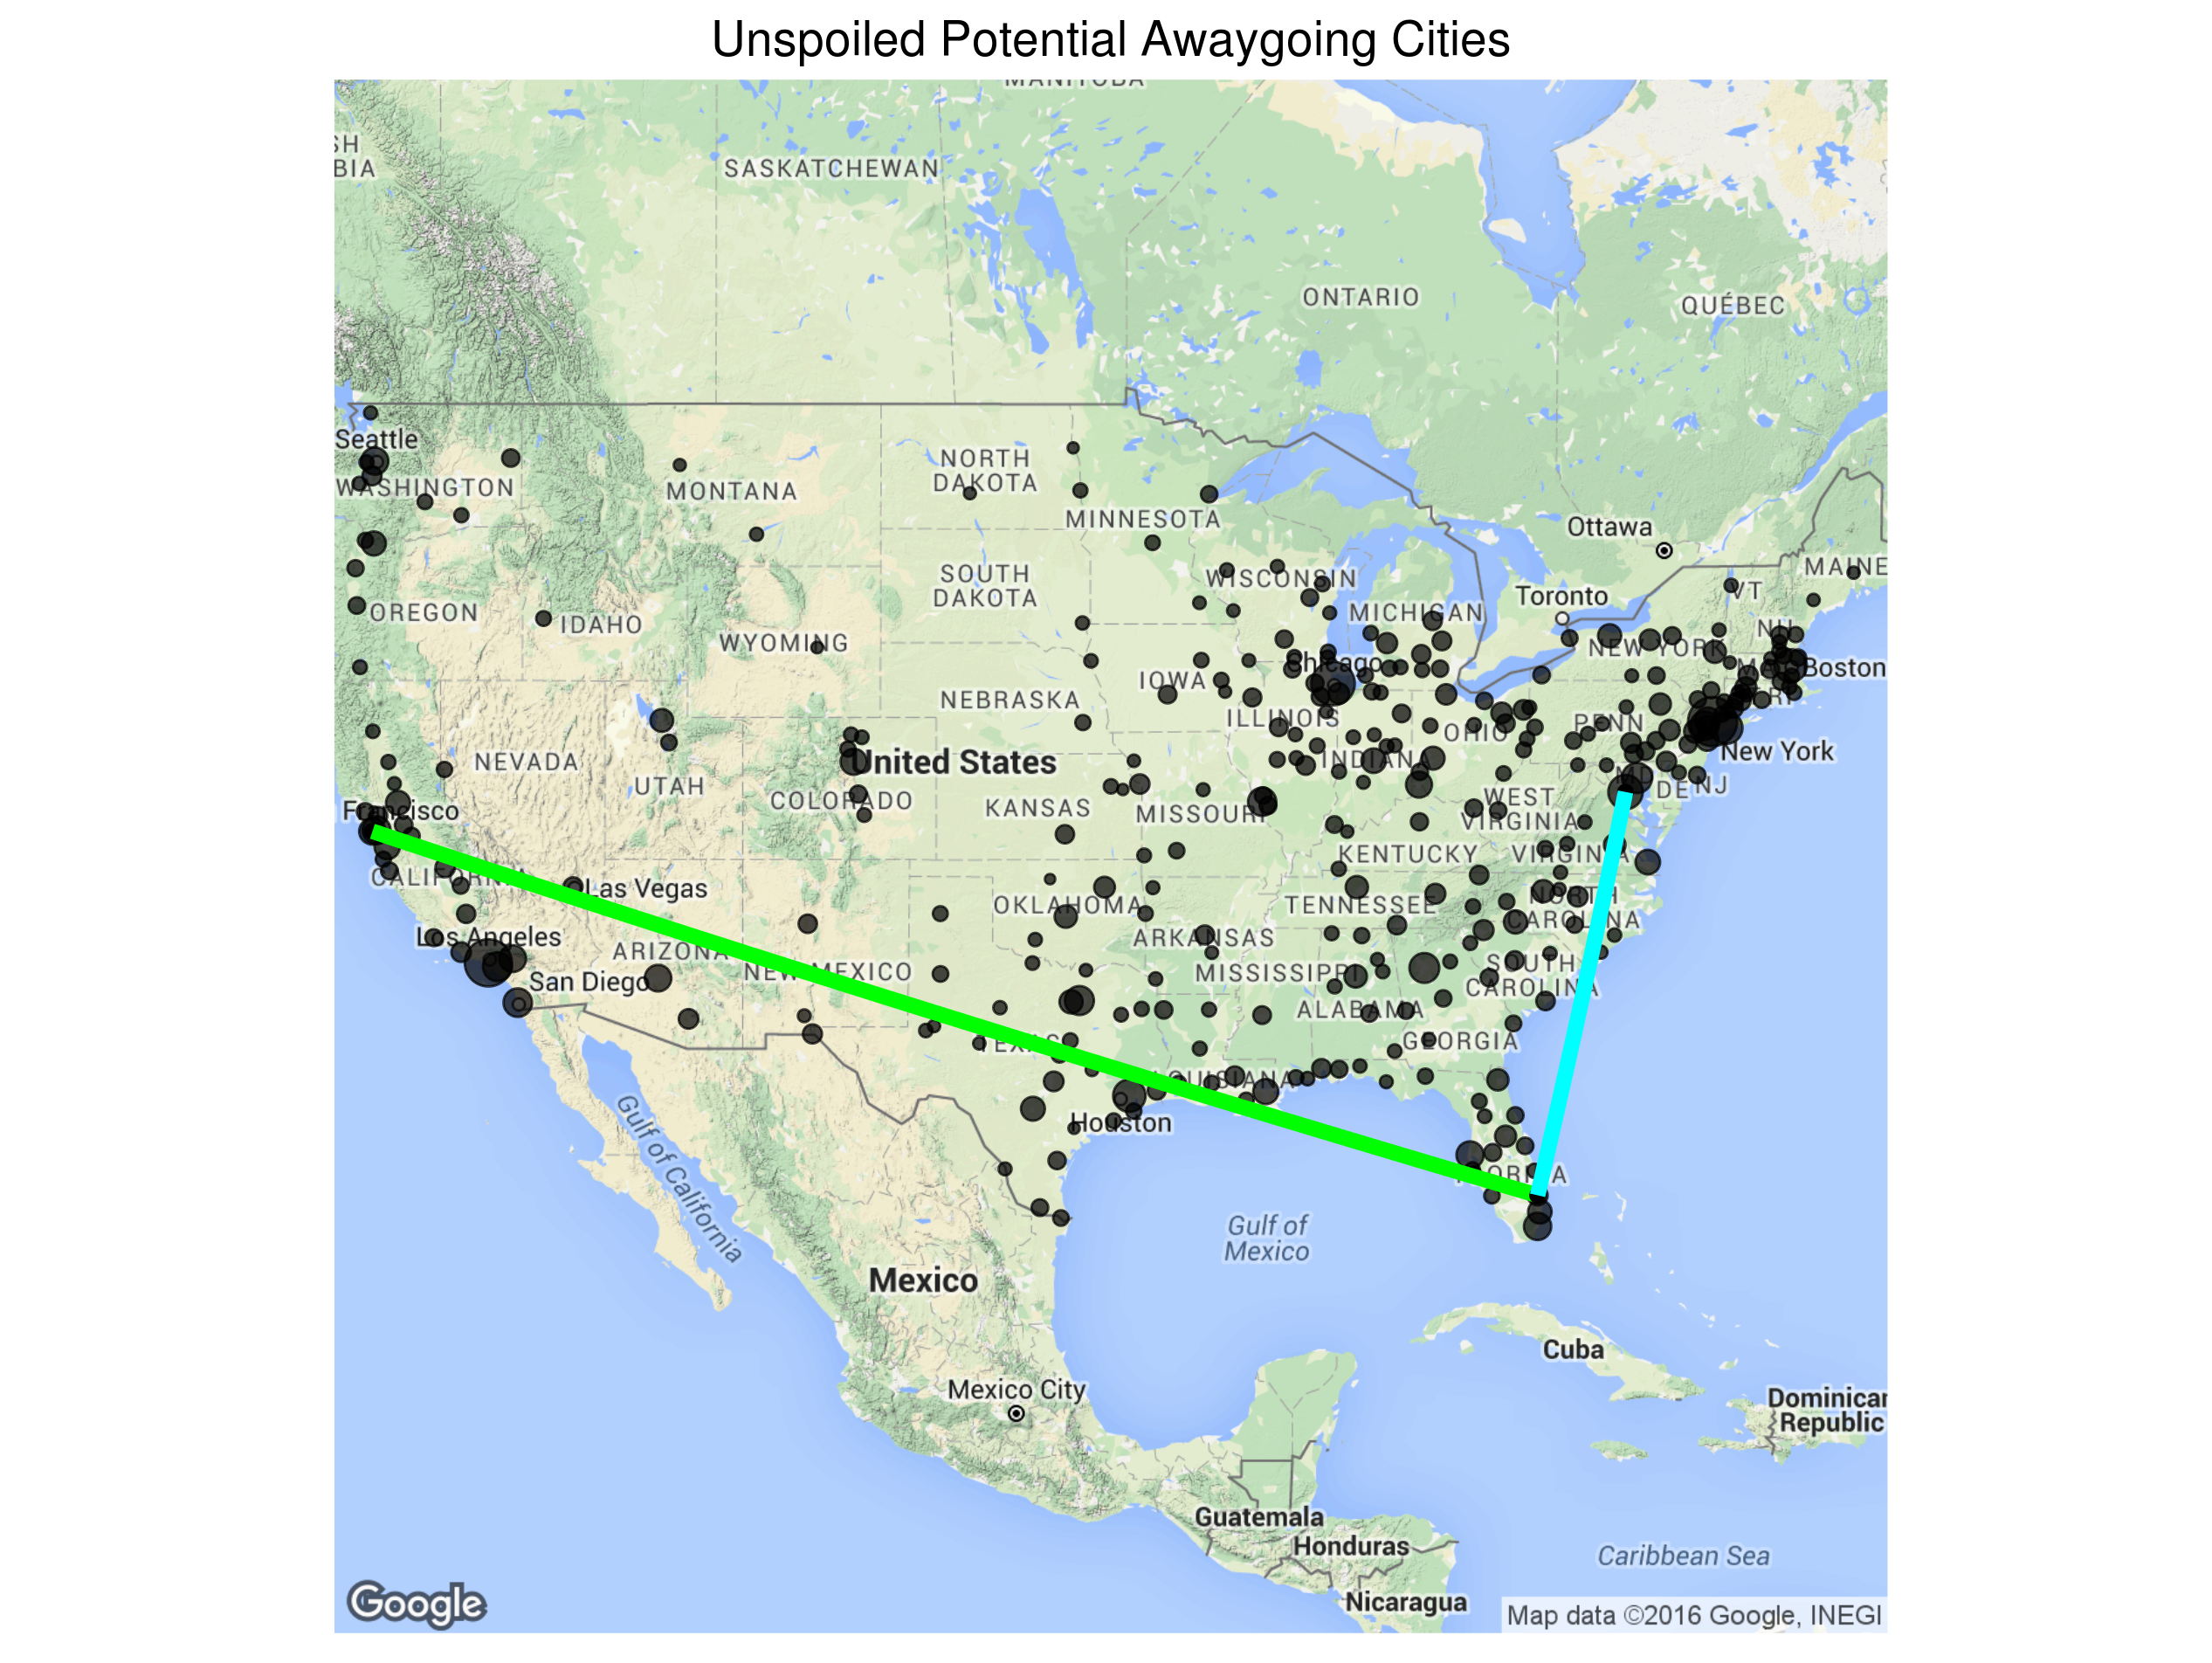 Unspoiled Potential Awaygoing Cities
MANITOBA
SH
BIA
SASKATCHEWAN
ONTARIO
QUÉBEC
Seattle
WASHINGTON
MONTANA
NORTH
DAKOTA
MINNESOTA
Ottawa
MAINE
VT
OREGON
IDAHO
SOUTH
DAKOTA
WISCONSIN
MICHIGAN
Toronto
WYOMING
NEW YORK
NH
Chicago
MA
Boston
IOWA
NEBRASKA
RI
ILLINOIS
OHIO
PENN
New York
NEVADA
United States
INDIANA
UTAH
COLORADO
KANSAS
MISSOURI
WEST
VIRGINIA
MD
DE
NJ
Francisco
KENTUCKY
VIRGINIA
CALIFORNIA
Las Vegas
OKLAHOMA
TENNESSEE
NORTH
CAROLINA
Los Angeles
ARIZONA
NEW MEXICO
ARKANSAS
San Diego
MISSISSIPPI
SOUTH
CAROLINA
ALABAMA
TEXAS
GEORGIA
LOUISIANA
Houston
Gulf of California
FLORIDA
Gulf of
Mexico
Mexico
Cuba
Mexico City
Dominican
Republic
Guatemala
Honduras
Caribbean Sea
Nicaragua
Google
Map data ©2016 Google, INEGI